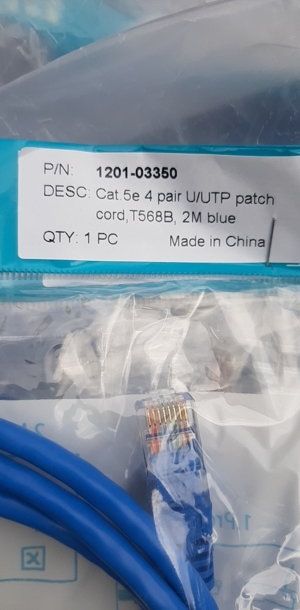 P/N: 1201-03350
DESC: Cat.5e 4 pair U/UTP patch
cord,T568B, 2M blue
QTY: 1 PC Made in China